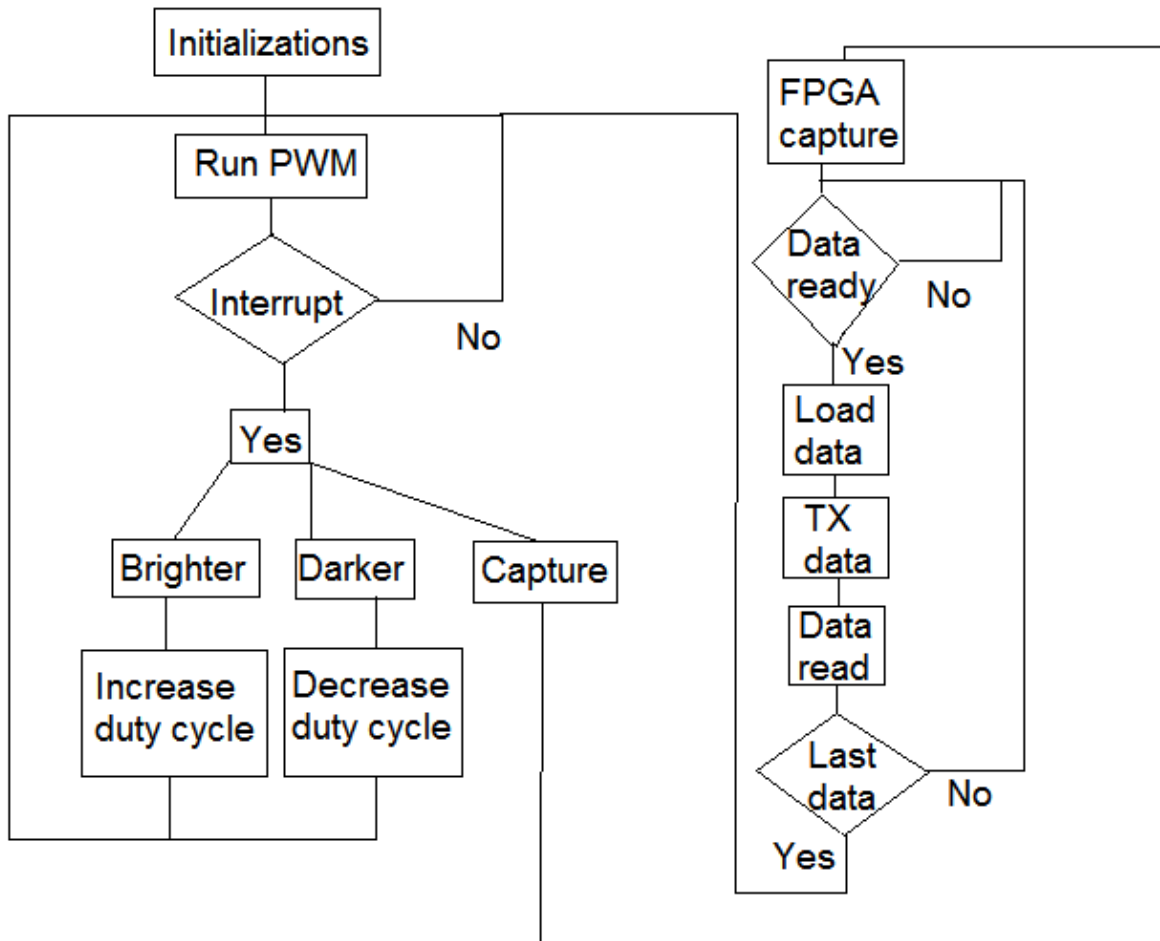 Initializations
Run PWM
Interrupt
No
Yes
Brighter
Darker
Capture
Increase
duty cycle
Decrease
duty cycle
FPGA
capture
Data
ready
No
Yes
Load
data
TX
data
Data
read
Last
data
No
Yes